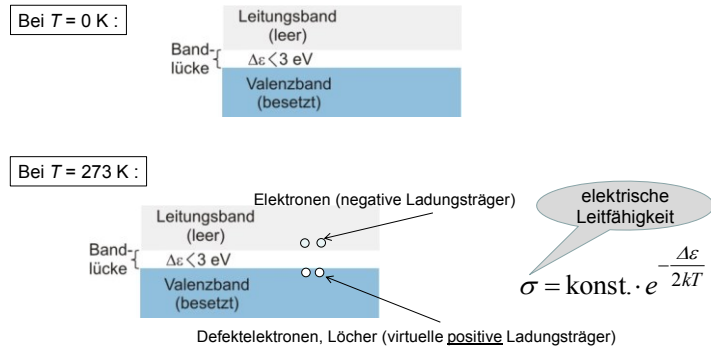 Bei T = 0 K :
Leitungsband
(leer)
Band-
lücke
Δε < 3 eV
Valenzband
(besetzt)
Bei T = 273 K :
Elektronen (negative Ladungsträger)
elektrische
Leitfähigkeit
Leitungsband
(leer)
Band-
lücke
Δε < 3 eV
Valenzband
(besetzt)
σ = konst. · e^{-Δε/2kT}
Defektelektronen, Löcher (virtuelle positive Ladungsträger)